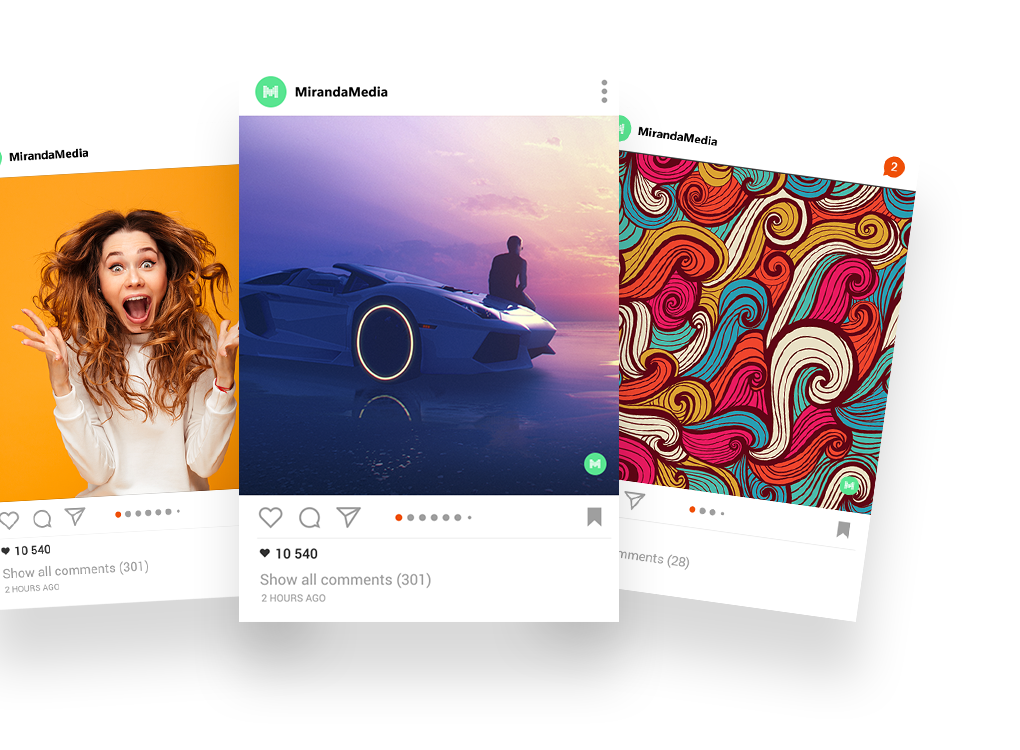 MirandaMedia
10 540
Show all comments (301)
2 HOURS AGO
M MirandaMedia
M
10 540
Show all comments (301)
2 HOURS AGO
M MirandaMedia
2
M
mments (28)